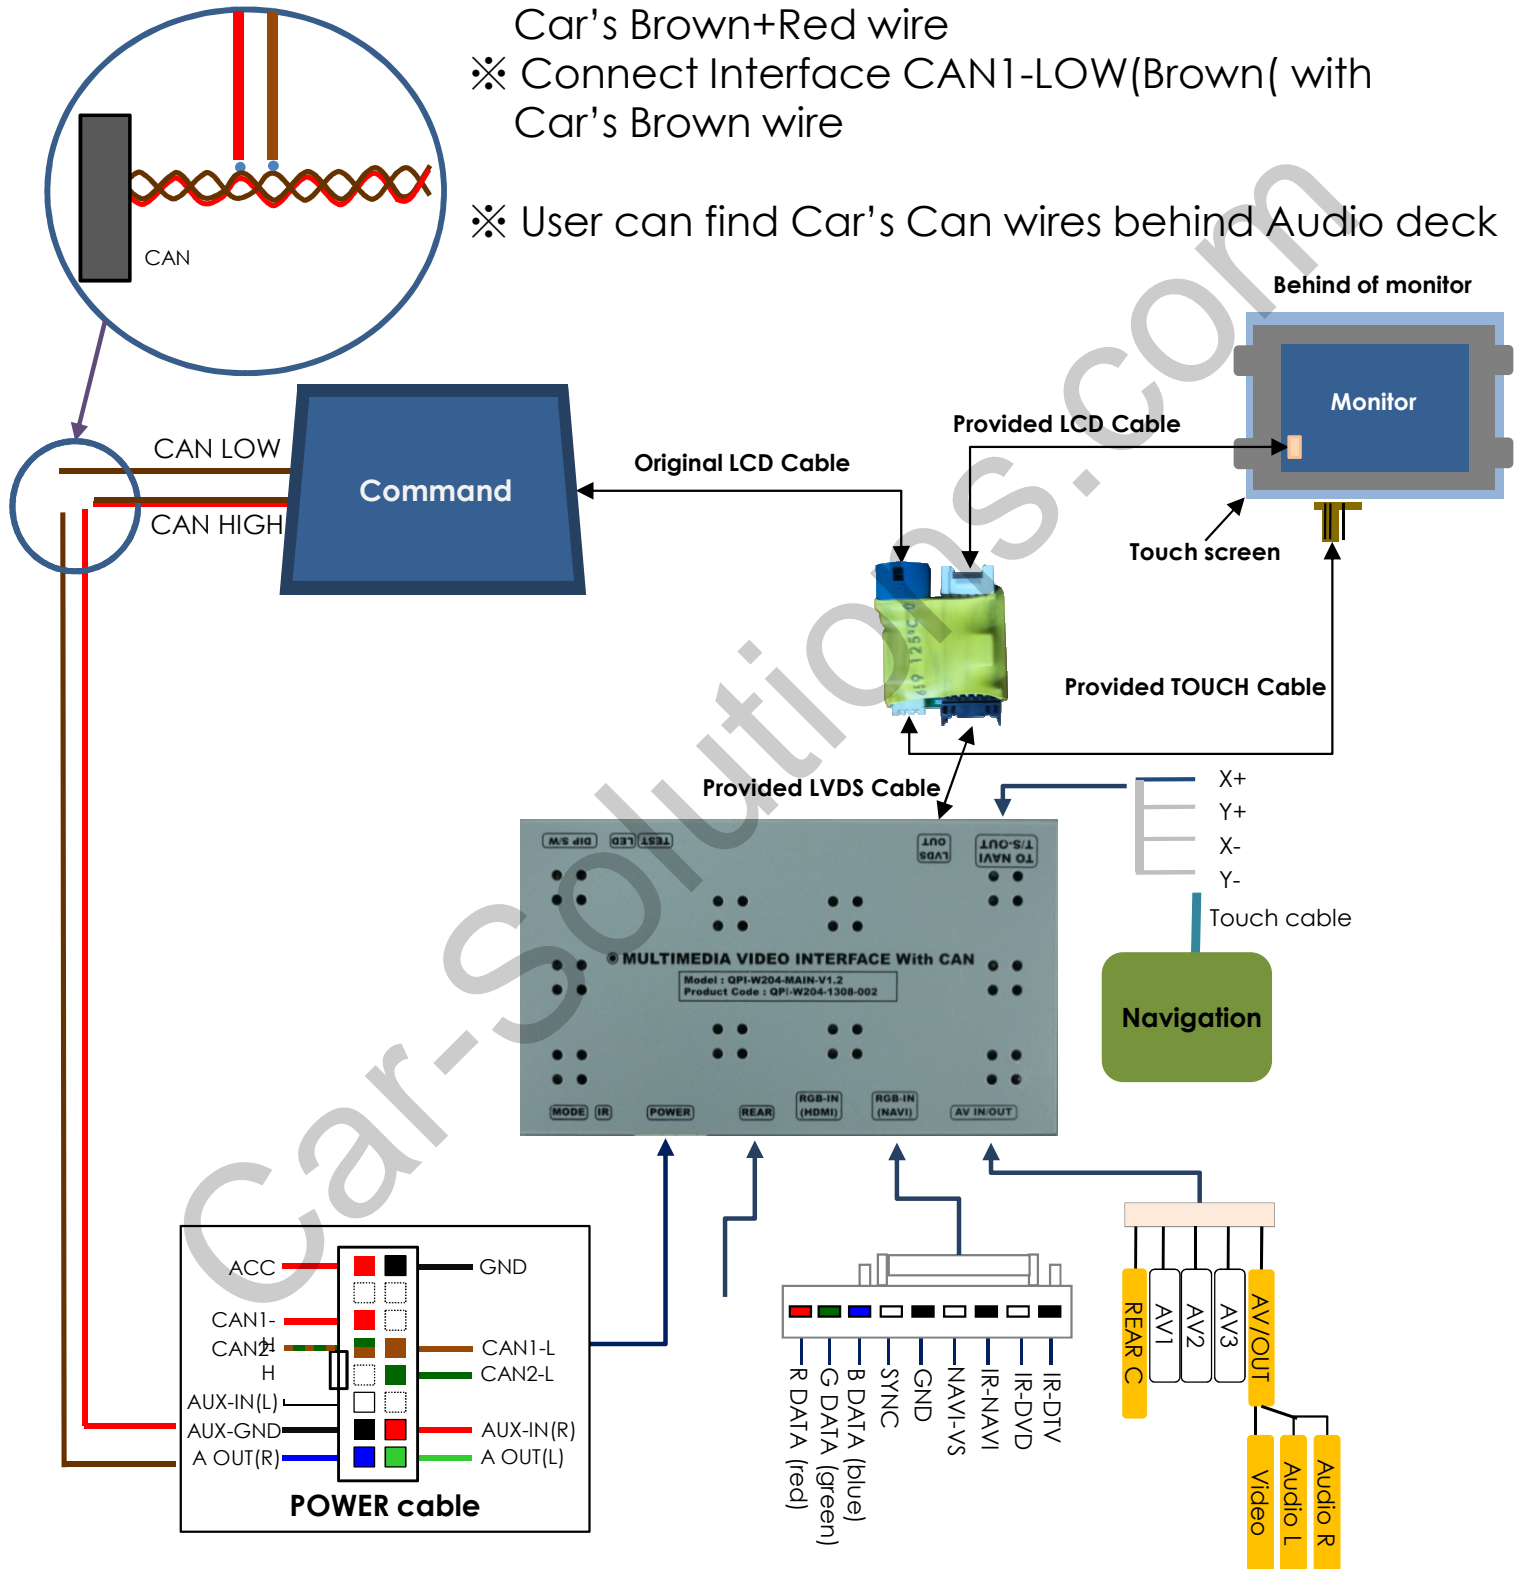 Car's Brown+Red wire
※ Connect Interface CAN1-LOW(Brown( with
Car's Brown wire
※ User can find Car's Can wires behind Audio deck
CAN
Behind of monitor
Monitor
Provided LCD Cable
CAN LOW
Original LCD Cable
Command
CAN HIGH
Touch screen
659 125°C
Provided TOUCH Cable
Provided LVDS Cable
X+
Y+
X-
Y-
Touch cable
Navigation
DIP S/W
LED
TEST
LVDS
OUT
TO NAVI
T/S-OUT
MULTIMEDIA VIDEO INTERFACE With CAN
Model : QPI-W204-MAIN-V1.2
Product Code : QPI-W204-1308-002
MODE
IR
POWER
REAR
RGB-IN
(HDMI)
RGB-IN
(NAVI)
AV IN/OUT
ACC
GND
CAN1-
H
CAN2-
H
CAN1-L
CAN2-L
AUX-IN(L)
AUX-GND
AUX-IN(R)
A OUT(R)
A OUT(L)
POWER cable
R DATA (red)
G DATA (green)
B DATA (blue)
SYNC
GND
NAVI-VS
IR-NAVI
IR-DVD
IR-DTV
REAR C
AV1
AV2
AV3
AV/OUT
Video
Audio L
Audio R
Car-Solutions.com